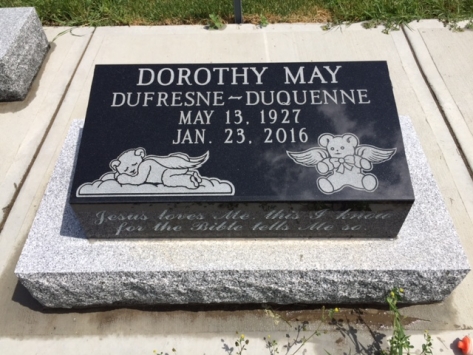 DOROTHY MAY
DUFRESNE~DUQUENNE
MAY 13, 1927
JAN. 23, 2016
Jesus loves Me, this I know
for the Bible tells Me so